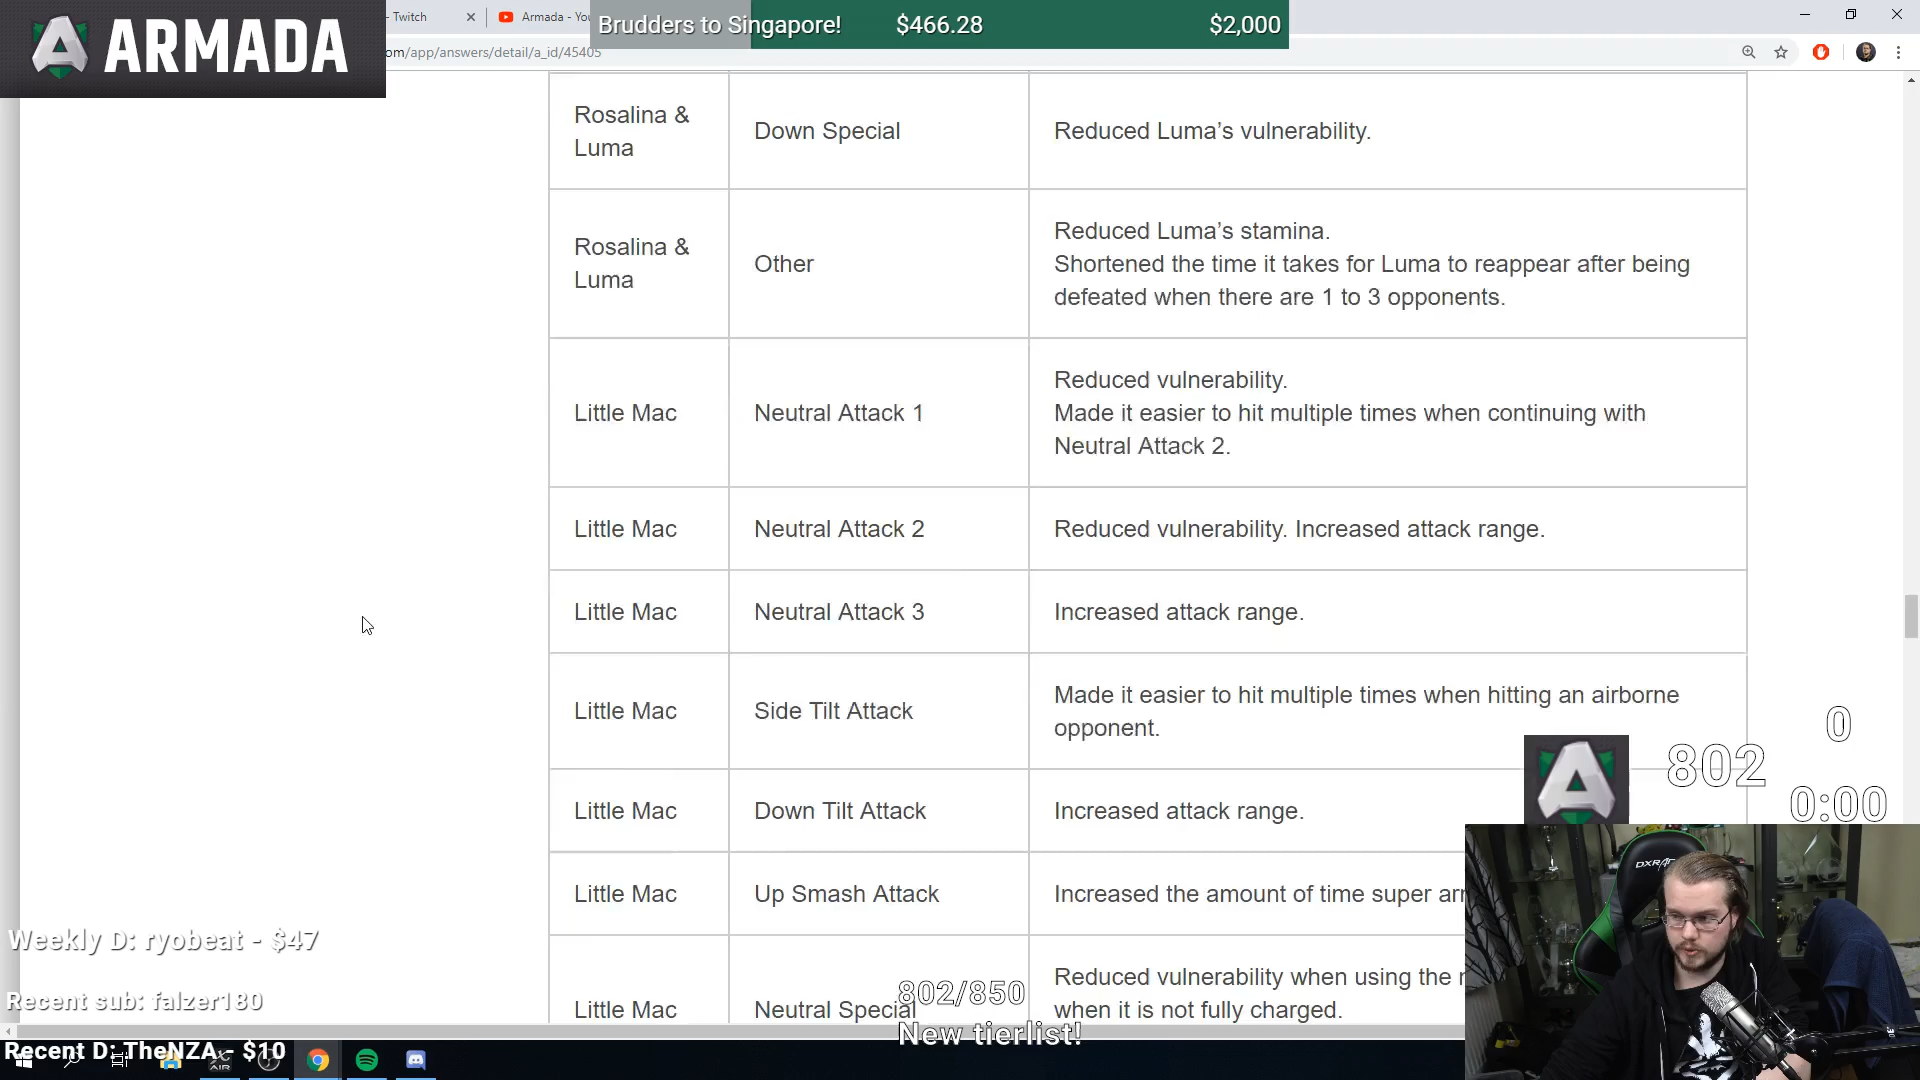 ARMADA
- Twitch
Armada - You
Brudders to Singapore! $466.28 $2,000
om/app/answers/detail/a_id/45405
Rosalina & Luma
Down Special
Reduced Luma’s vulnerability.
Rosalina & Luma
Other
Reduced Luma’s stamina.
Shortened the time it takes for Luma to reappear after being
defeated when there are 1 to 3 opponents.
Little Mac
Neutral Attack 1
Reduced vulnerability.
Made it easier to hit multiple times when continuing with
Neutral Attack 2.
Little Mac
Neutral Attack 2
Reduced vulnerability. Increased attack range.
Little Mac
Neutral Attack 3
Increased attack range.
Little Mac
Side Tilt Attack
Made it easier to hit multiple times when hitting an airborne
opponent.
Little Mac
Down Tilt Attack
Increased attack range.
Little Mac
Up Smash Attack
Increased the amount of time super ar
Little Mac
Neutral Special
Reduced vulnerability when using the
when it is not fully charged.
0
802
0:00
DXRA
Weekly D: ryobeat - $47
Recent sub: falzer180
Recent D: TheNZA - $10
802/850
New tierlist!
AIR